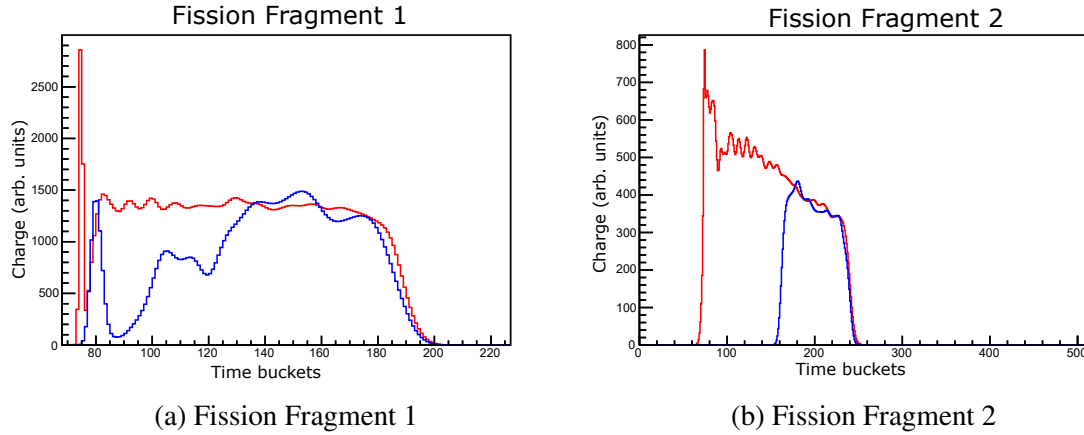 Fission Fragment 1
Charge (arb. units)
2500
2000
1500
1000
500
0
80 100 120 140 160 180 200 220
Time buckets
(a) Fission Fragment 1
Fission Fragment 2
Charge (arb. units)
800
700
600
500
400
300
200
100
0
0 100 200 300 400 500
Time buckets
(b) Fission Fragment 2